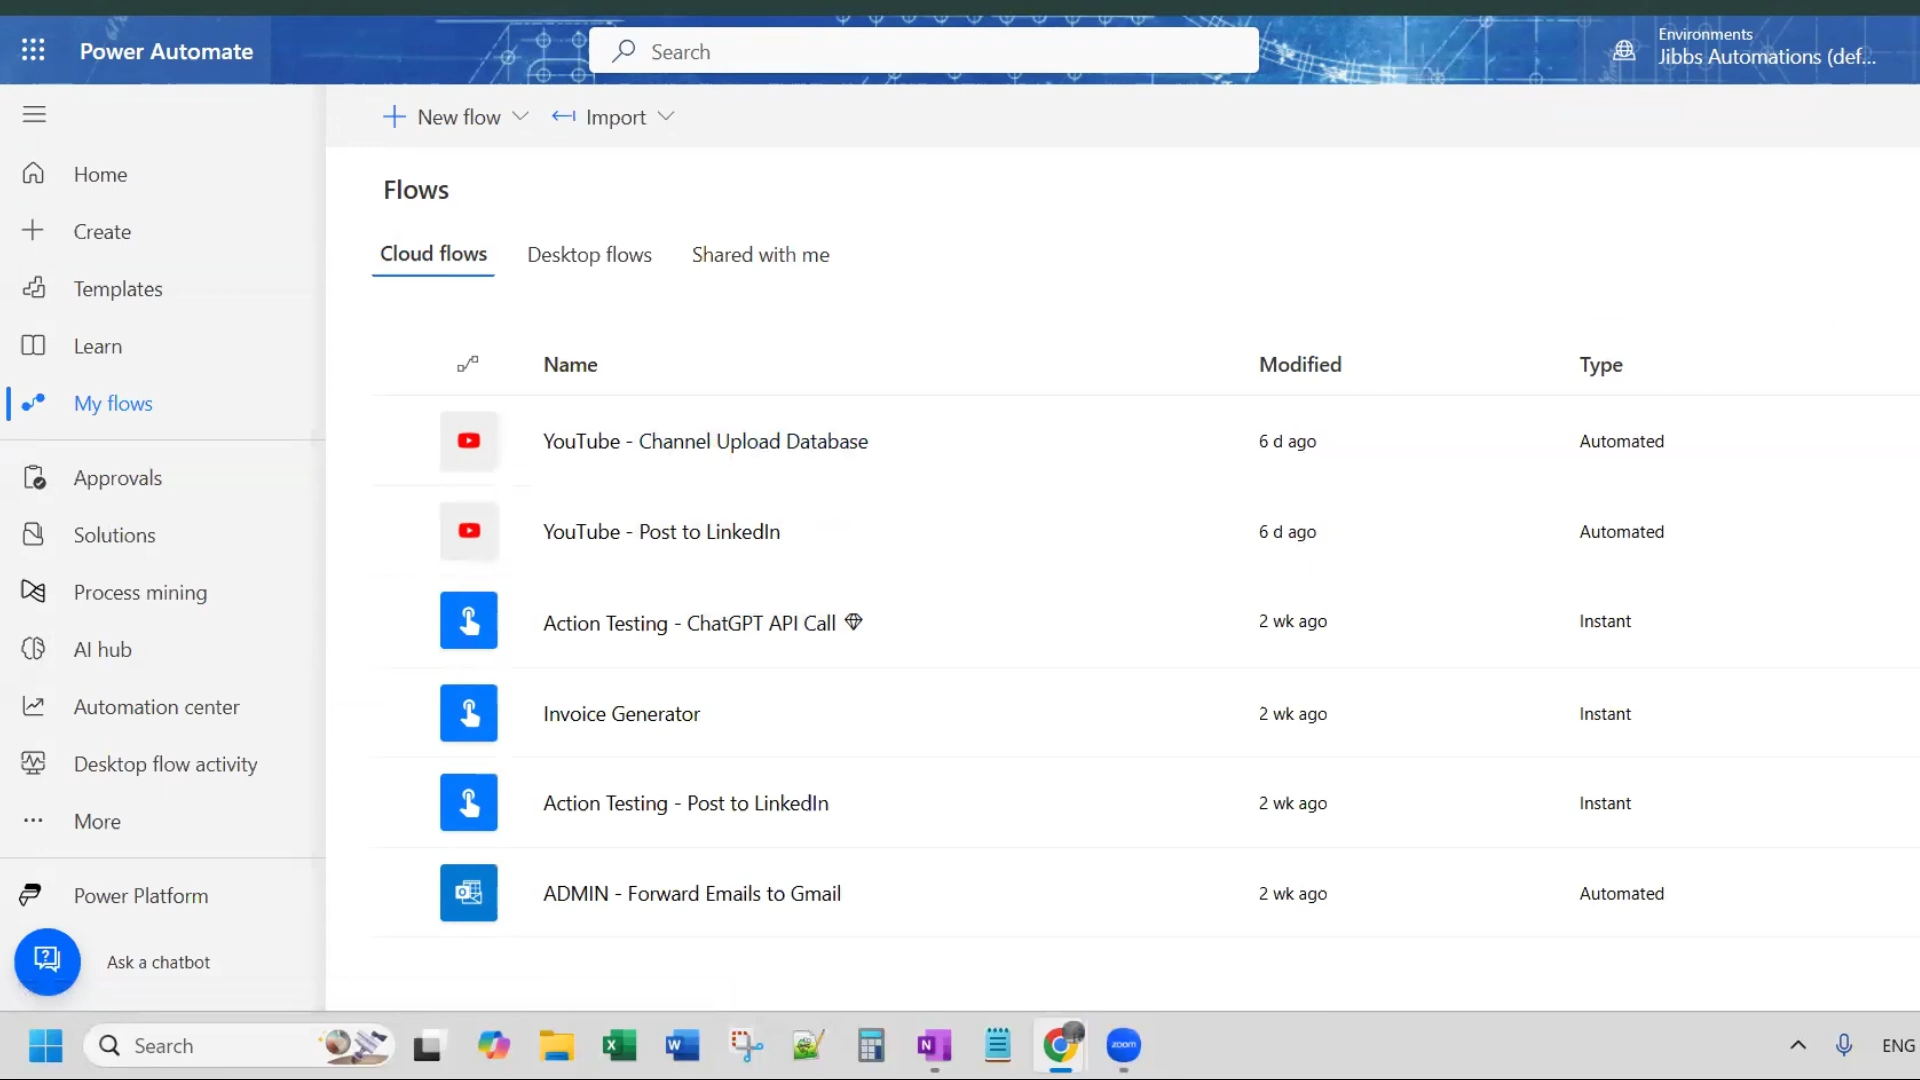 Power Automate
Search
Environments
Jibbs Automations (def...
New flow
Import
Home
Create
Templates
Learn
My flows
Approvals
Solutions
Process mining
AI hub
Automation center
Desktop flow activity
More
Power Platform
Ask a chatbot
Flows
Cloud flows Desktop flows Shared with me
Name Modified Type
YouTube - Channel Upload Database 6 d ago Automated
YouTube - Post to LinkedIn 6 d ago Automated
Action Testing - ChatGPT API Call 2 wk ago Instant
Invoice Generator 2 wk ago Instant
Action Testing - Post to LinkedIn 2 wk ago Instant
ADMIN - Forward Emails to Gmail 2 wk ago Automated
Search X W N zoom ENG